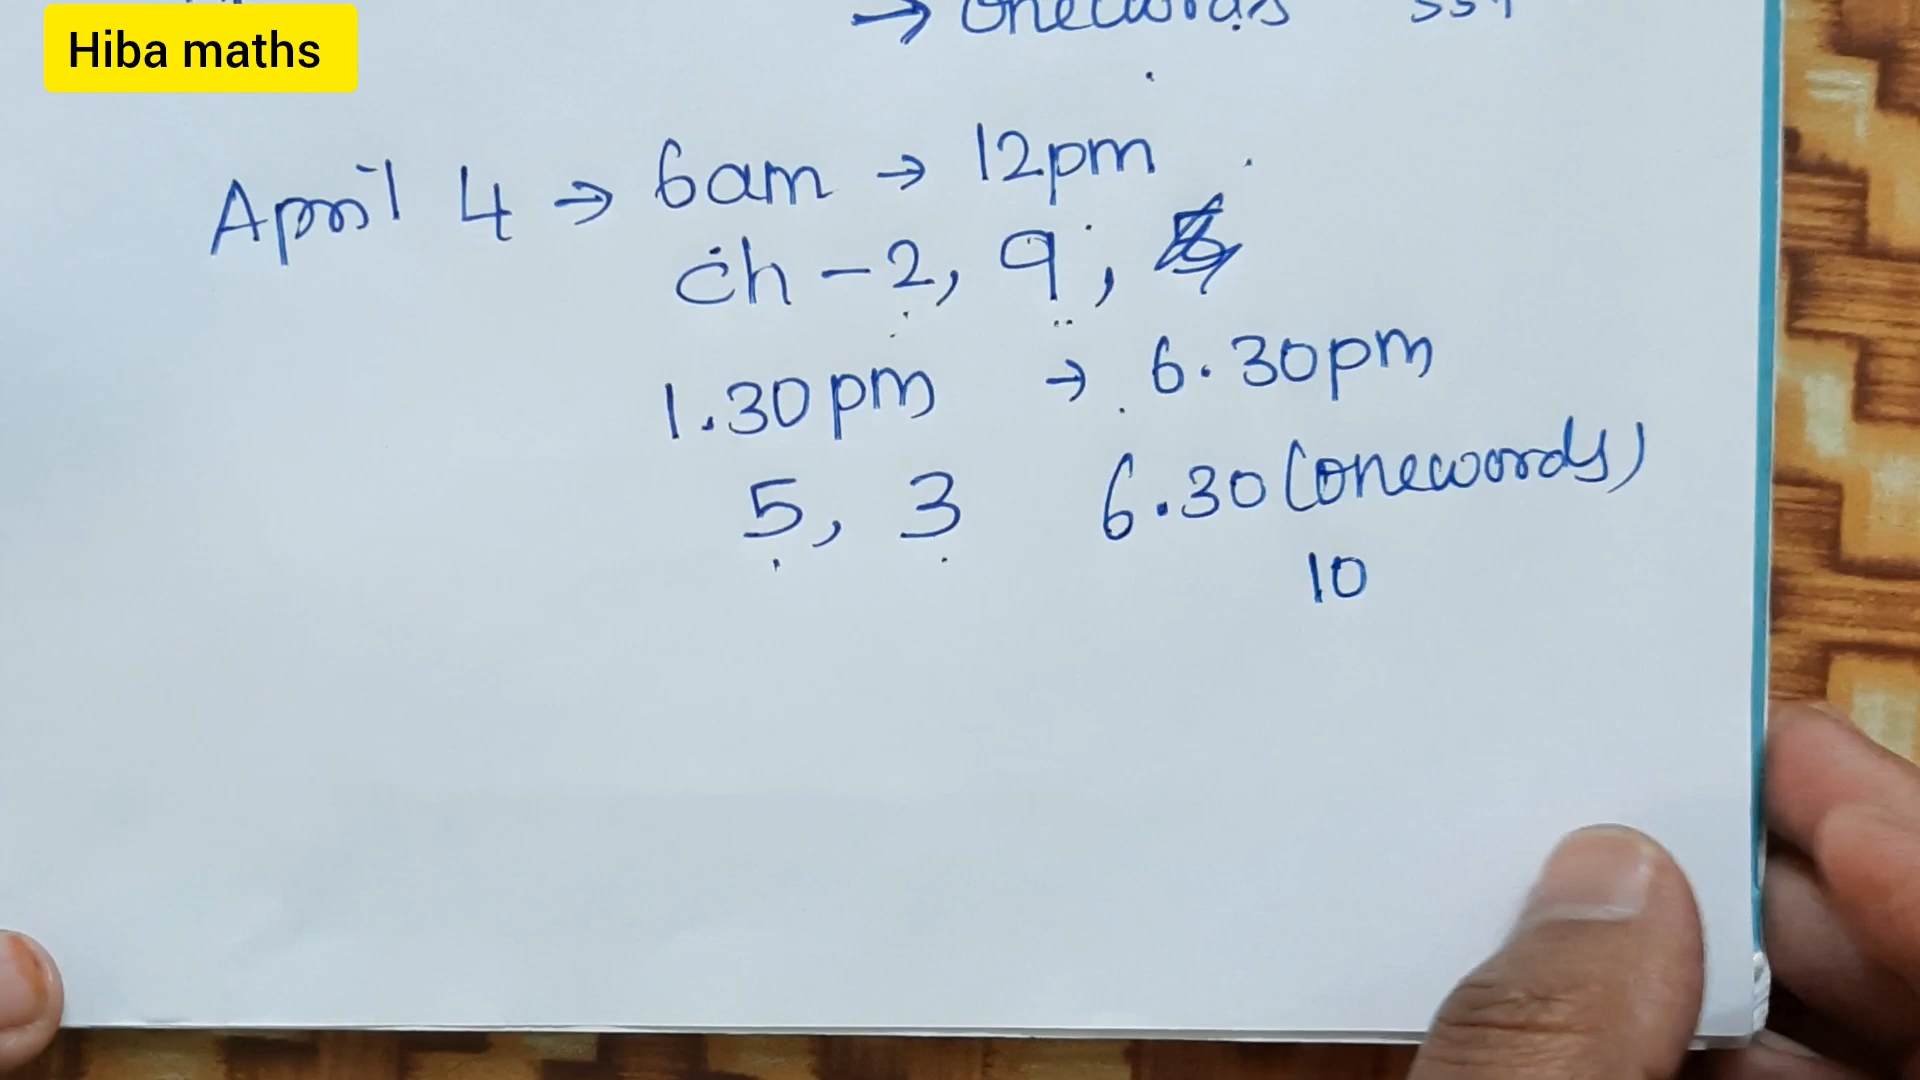 Hiba maths
→ Onewords
April 4 → 6am → 12pm
ch - 2, 9,
1.30pm → 6.30pm
5, 3 6.30 (onewords)
10